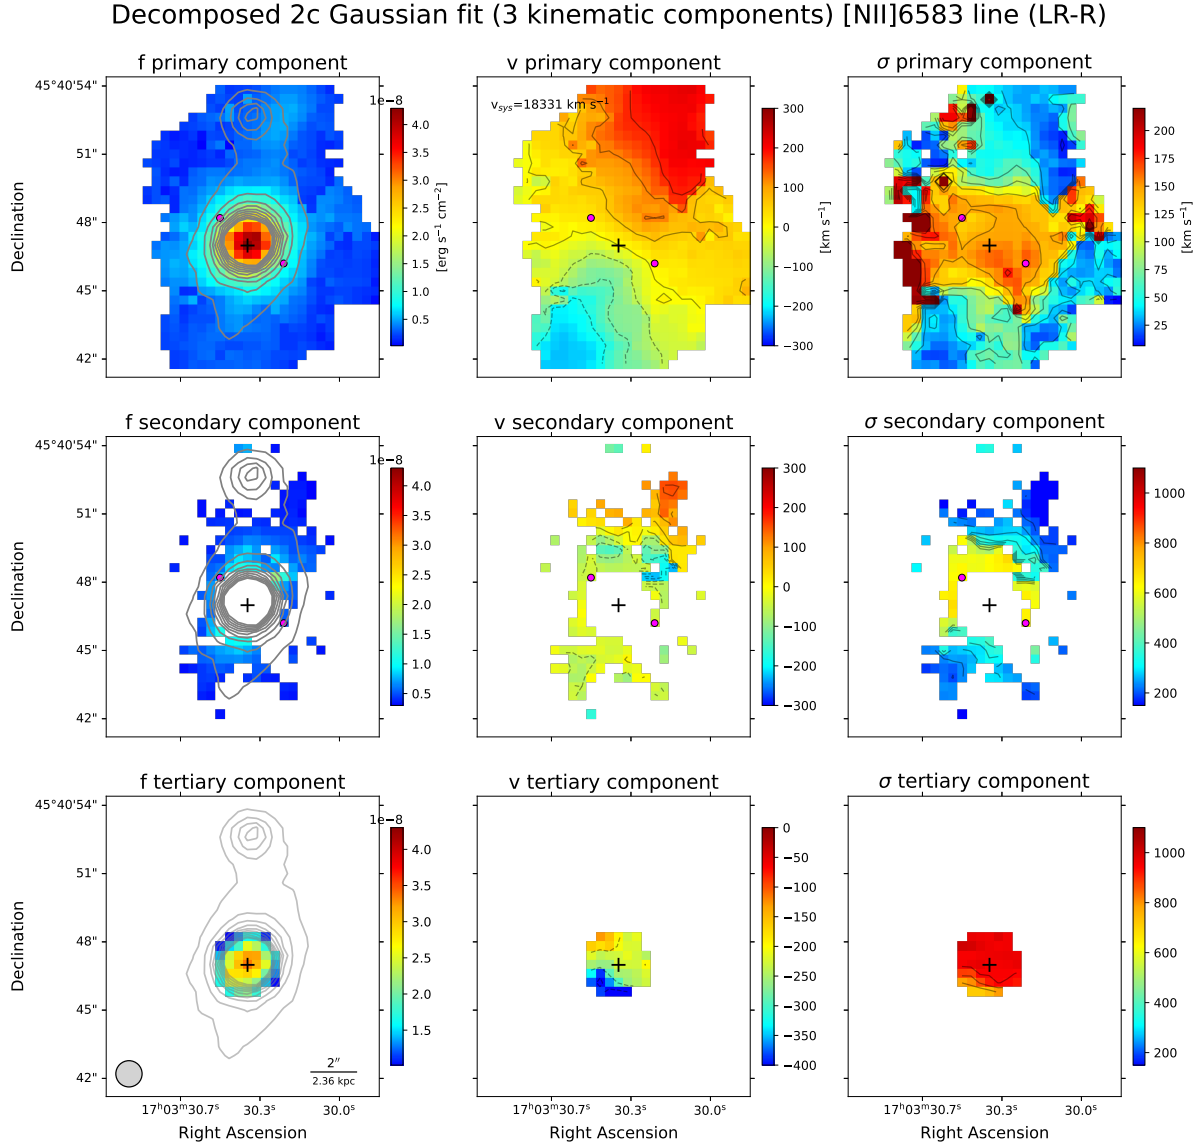 Decomposed 2c Gaussian fit (3 kinematic components) [NII]6583 line (LR-R)
f primary component
v primary component
σ primary component
45°40'54"
51"
48"
45"
42"
Declination
1e-8
4.0
3.5
3.0
2.5
2.0
1.5
1.0
0.5
[erg s⁻¹ cm⁻²]
v_sys=18331 km s⁻¹
300
200
100
0
−100
−200
−300
[km s⁻¹]
200
175
150
125
100
75
50
25
[km s⁻¹]
f secondary component
v secondary component
σ secondary component
45°40'54"
51"
48"
45"
42"
Declination
1e-8
4.0
3.5
3.0
2.5
2.0
1.5
1.0
0.5
300
200
100
0
−100
−200
−300
1000
800
600
400
200
f tertiary component
v tertiary component
σ tertiary component
45°40'54"
51"
48"
45"
42"
Declination
1e-8
4.0
3.5
3.0
2.5
2.0
1.5
2″
2.36 kpc
0
−50
−100
−150
−200
−250
−300
−350
−400
1000
800
600
400
200
17ʰ03ᵐ30.7ˢ 30.3ˢ 30.0ˢ
17ʰ03ᵐ30.7ˢ 30.3ˢ 30.0ˢ
17ʰ03ᵐ30.7ˢ 30.3ˢ 30.0ˢ
Right Ascension
Right Ascension
Right Ascension